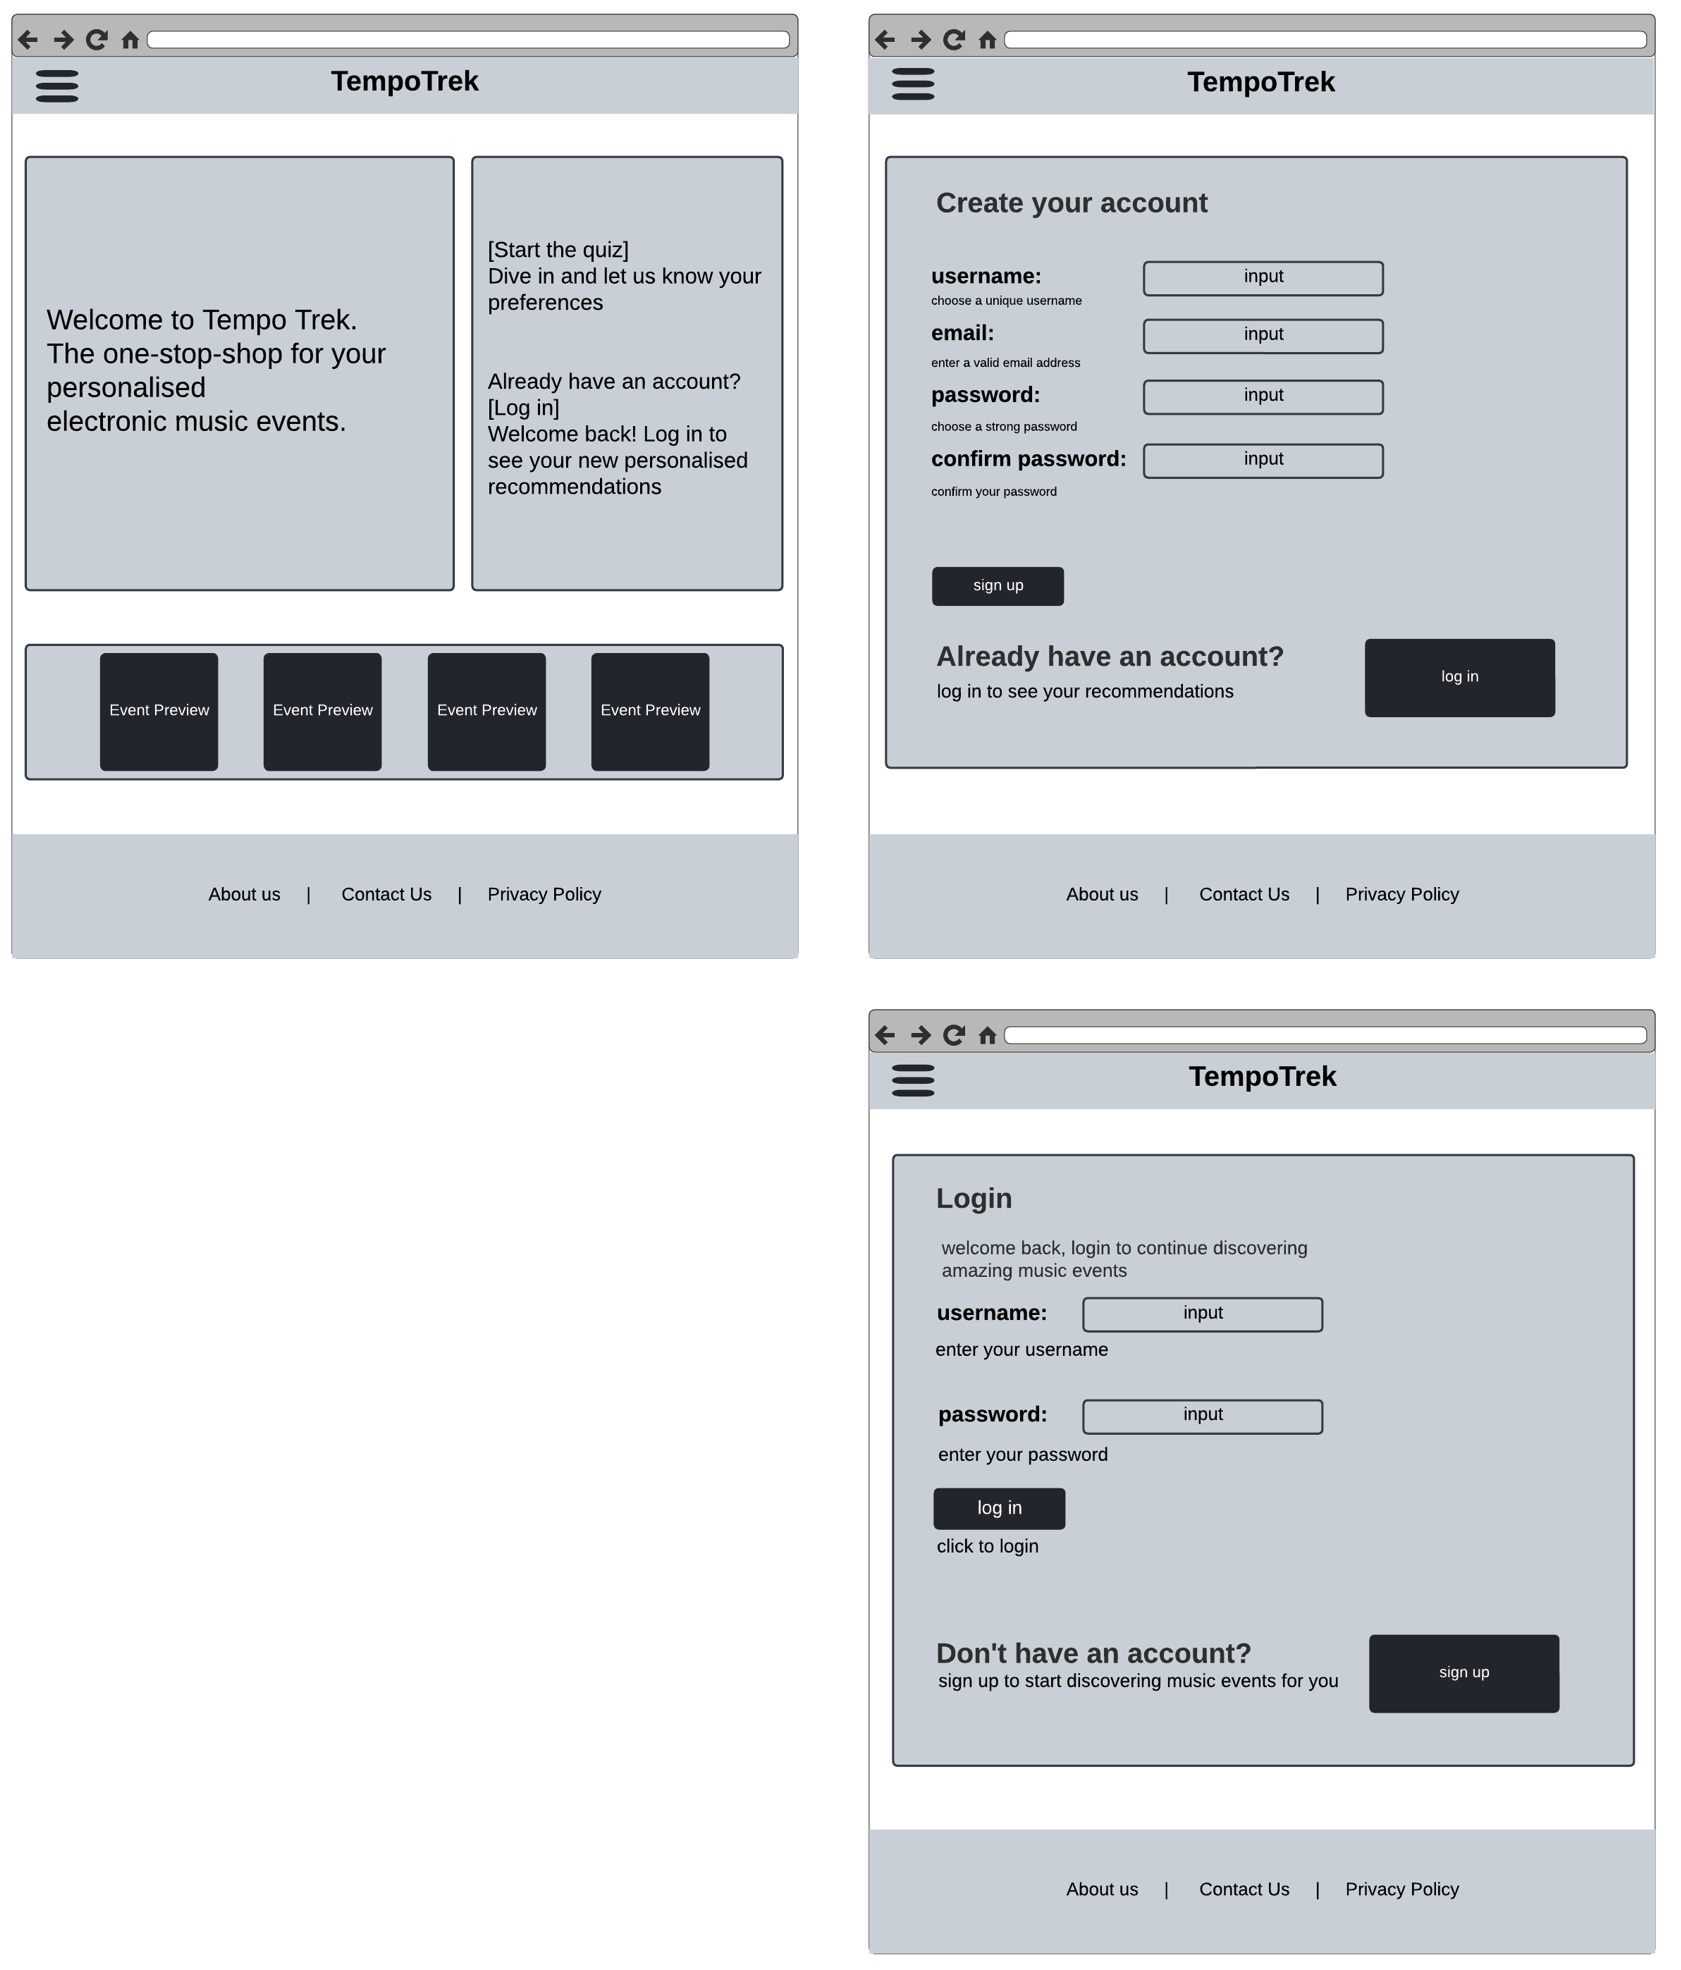 TempoTrek
Welcome to Tempo Trek.
The one-stop-shop for your
personalised
electronic music events.
[Start the quiz]
Dive in and let us know your
preferences
Already have an account?
[Log in]
Welcome back! Log in to
see your new personalised
recommendations
Event Preview
Event Preview
Event Preview
Event Preview
About us | Contact Us | Privacy Policy
TempoTrek
Create your account
username: input
choose a unique username
email: input
enter a valid email address
password: input
choose a strong password
confirm password: input
confirm your password
sign up
Already have an account?
log in to see your recommendations
log in
About us | Contact Us | Privacy Policy
TempoTrek
Login
welcome back, login to continue discovering
amazing music events
username: input
enter your username
password: input
enter your password
log in
click to login
Don't have an account?
sign up to start discovering music events for you
sign up
About us | Contact Us | Privacy Policy